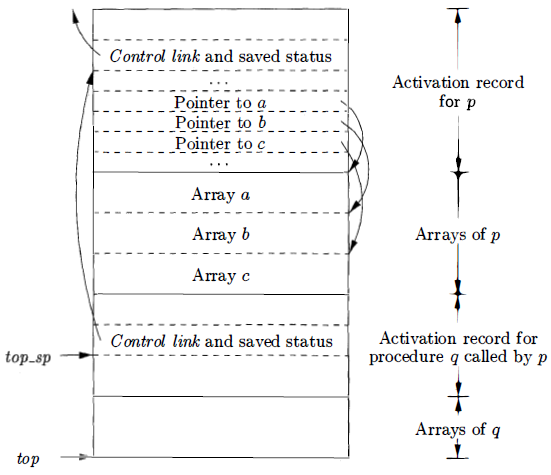 Control link and saved status
...
Pointer to a
Pointer to b
Pointer to c
...
Activation record
for p
Array a
Array b
Array c
Arrays of p
Control link and saved status
top_sp
Activation record for
procedure q called by p
Arrays of q
top